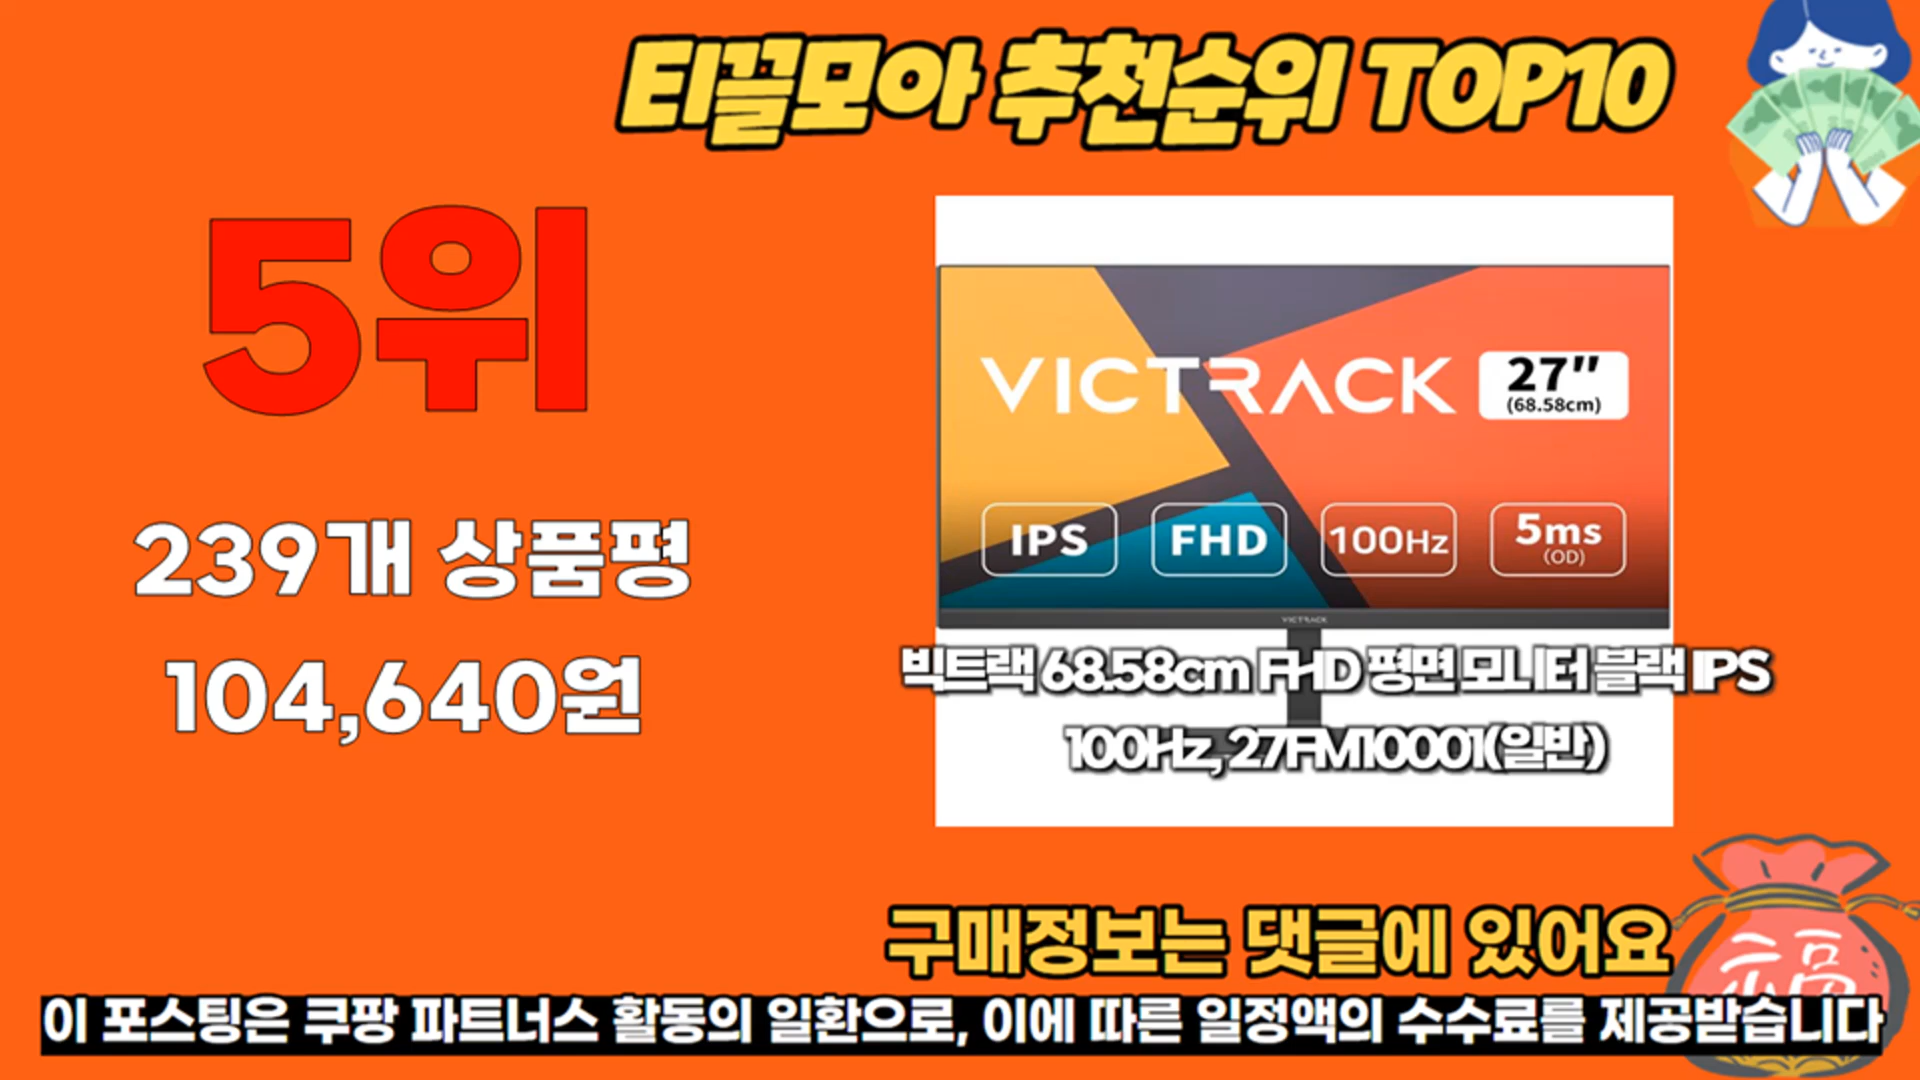 티끌모아 추천순위 TOP10
5위
239개 상품평
104,640원
VICTRACK 27"
(68.58cm)
IPS FHD 100Hz 5ms
(OD)
VICTRACK
빅트랙 68.58cm FHD 평면 모니터 블랙 IPS
100Hz, 27FM10001(일반)
구매정보는 댓글에 있어요
福
이 포스팅은 쿠팡 파트너스 활동의 일환으로, 이에 따른 일정액의 수수료를 제공받습니다